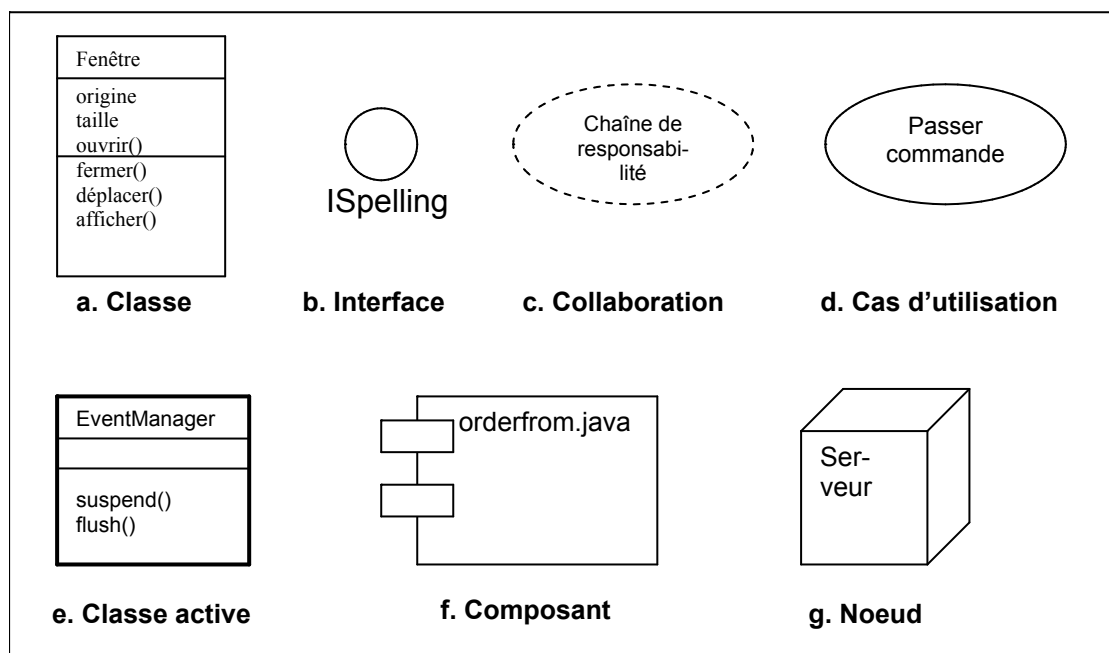 Fenêtre
origine
taille
ouvrir()
fermer()
déplacer()
afficher()
a. Classe
ISpelling
b. Interface
Chaîne de
responsabi-
lité
c. Collaboration
Passer
commande
d. Cas d’utilisation
EventManager
suspend()
flush()
e. Classe active
orderfrom.java
f. Composant
Ser-
veur
g. Noeud